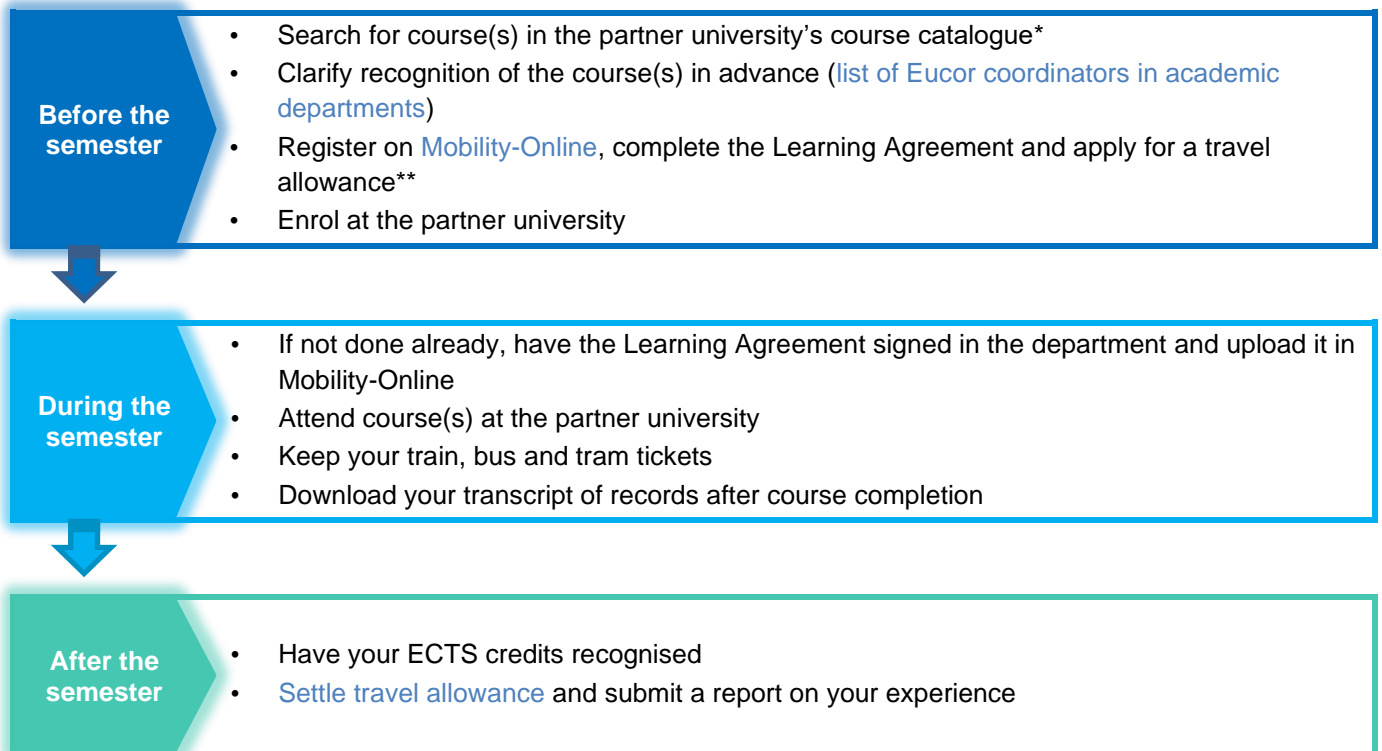 Before the
semester
• Search for course(s) in the partner university's course catalogue*
• Clarify recognition of the course(s) in advance (list of Eucor coordinators in academic
departments)
• Register on Mobility-Online, complete the Learning Agreement and apply for a travel
allowance**
• Enrol at the partner university
During the
semester
• If not done already, have the Learning Agreement signed in the department and upload it in
Mobility-Online
• Attend course(s) at the partner university
• Keep your train, bus and tram tickets
• Download your transcript of records after course completion
After the
semester
• Have your ECTS credits recognised
• Settle travel allowance and submit a report on your experience